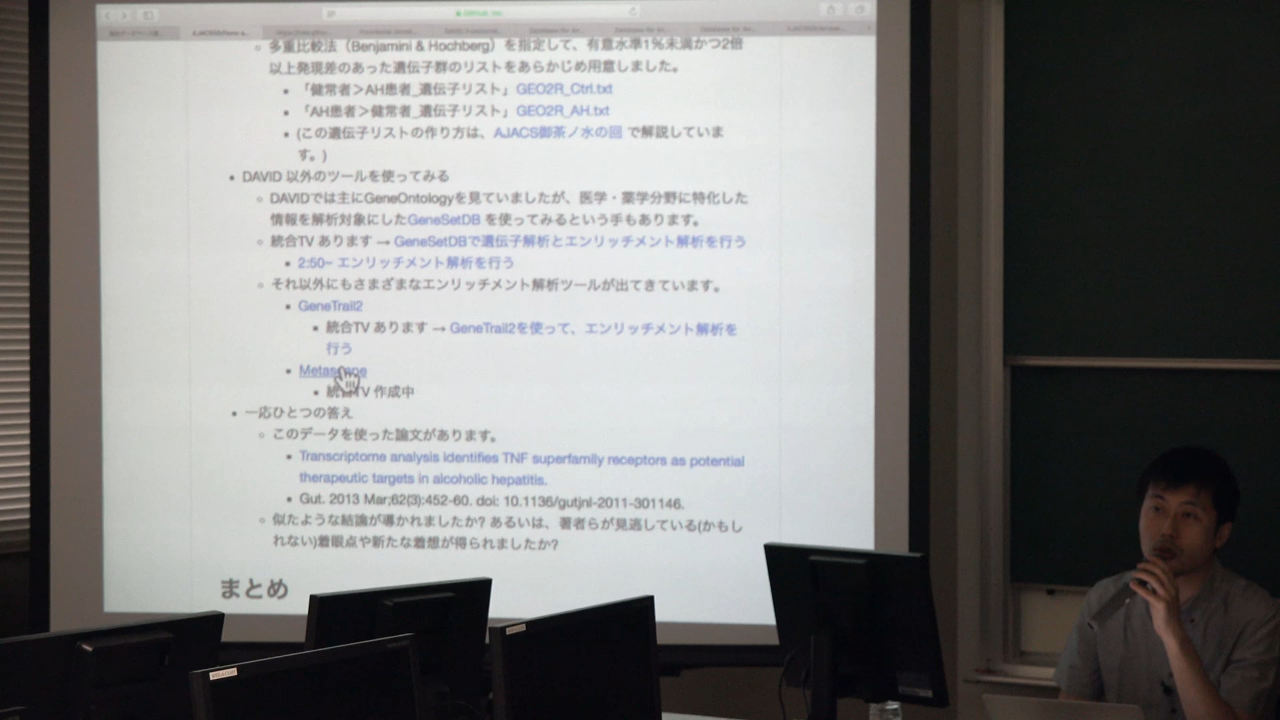 GitHub, Inc.
多重比較法（Benjamini & Hochberg）を指定して、有意水準1%未満かつ2倍
以上発現差のあった遺伝子群のリストをあらかじめ用意しました。
「健常者＞AH患者_遺伝子リスト」GEO2R_Ctrl.txt
「AH患者＞健常者_遺伝子リスト」GEO2R_AH.txt
(この遺伝子リストの作り方は、AJACS御茶ノ水の回 で解説していま
す。)
DAVID 以外のツールを使ってみる
DAVIDでは主にGeneOntologyを見ていましたが、医学・薬学分野に特化した
情報を解析対象にしたGeneSetDB を使ってみるという手もあります。
統合TV あります → GeneSetDBで遺伝子解析とエンリッチメント解析を行う
2:50~ エンリッチメント解析を行う
それ以外にもさまざまなエンリッチメント解析ツールが出てきています。
GeneTrail2
統合TV あります → GeneTrail2を使って、エンリッチメント解析を
行う
Metascape
統合TV 作成中
一応ひとつの答え
このデータを使った論文があります。
Transcriptome analysis identifies TNF superfamily receptors as potential
therapeutic targets in alcoholic hepatitis.
Gut. 2013 Mar;62(3):452-60. doi: 10.1136/gutjnl-2011-301146.
似たような結論が導かれましたか? あるいは、著者らが見逃している(かもし
れない)着眼点や新たな着想が得られましたか?
まとめ